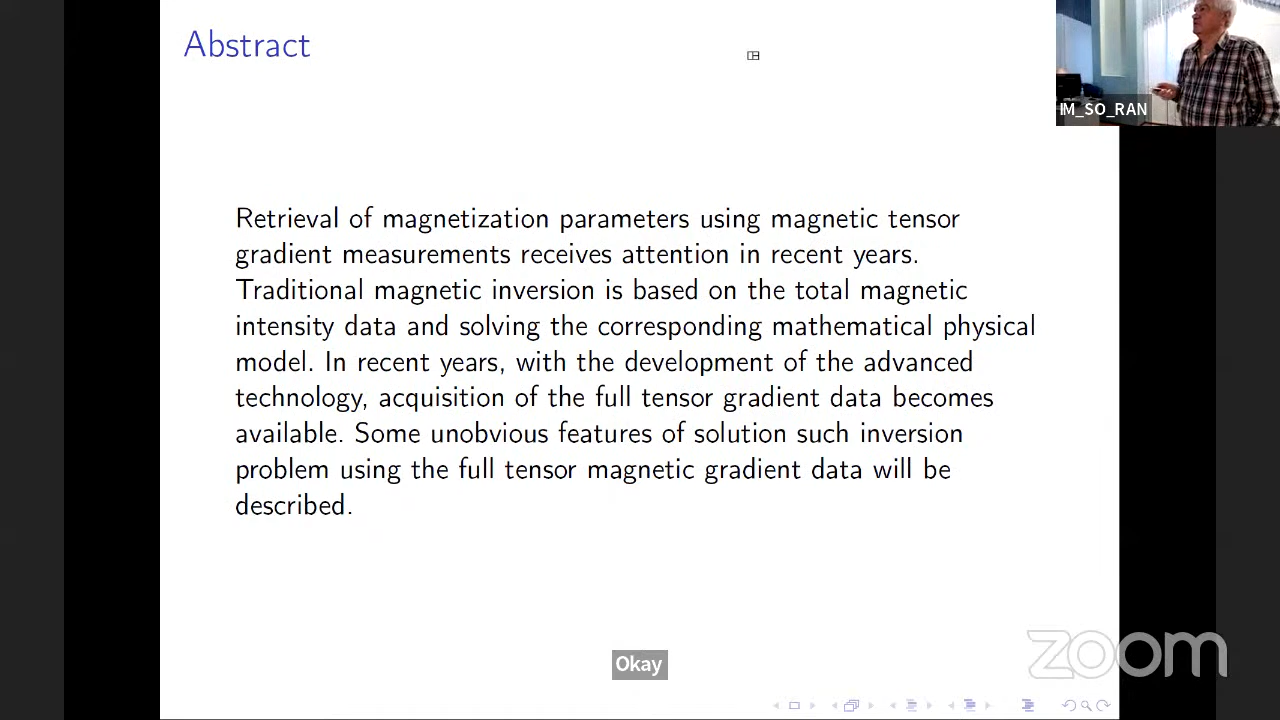 Abstract
IM_SO_RAN
Retrieval of magnetization parameters using magnetic tensor
gradient measurements receives attention in recent years.
Traditional magnetic inversion is based on the total magnetic
intensity data and solving the corresponding mathematical physical
model. In recent years, with the development of the advanced
technology, acquisition of the full tensor gradient data becomes
available. Some unobvious features of solution such inversion
problem using the full tensor magnetic gradient data will be
described.
Okay
zoom